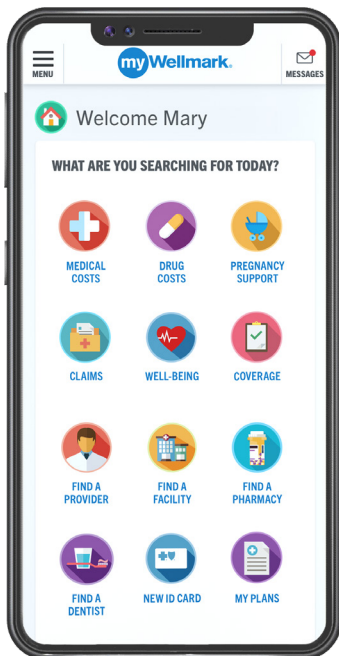 myWellmark.
MENU
MESSAGES
Welcome Mary
WHAT ARE YOU SEARCHING FOR TODAY?
MEDICAL
COSTS
DRUG
COSTS
PREGNANCY
SUPPORT
CLAIMS
WELL-BEING
COVERAGE
FIND A
PROVIDER
FIND A
FACILITY
FIND A
PHARMACY
FIND A
DENTIST
NEW ID CARD
MY PLANS